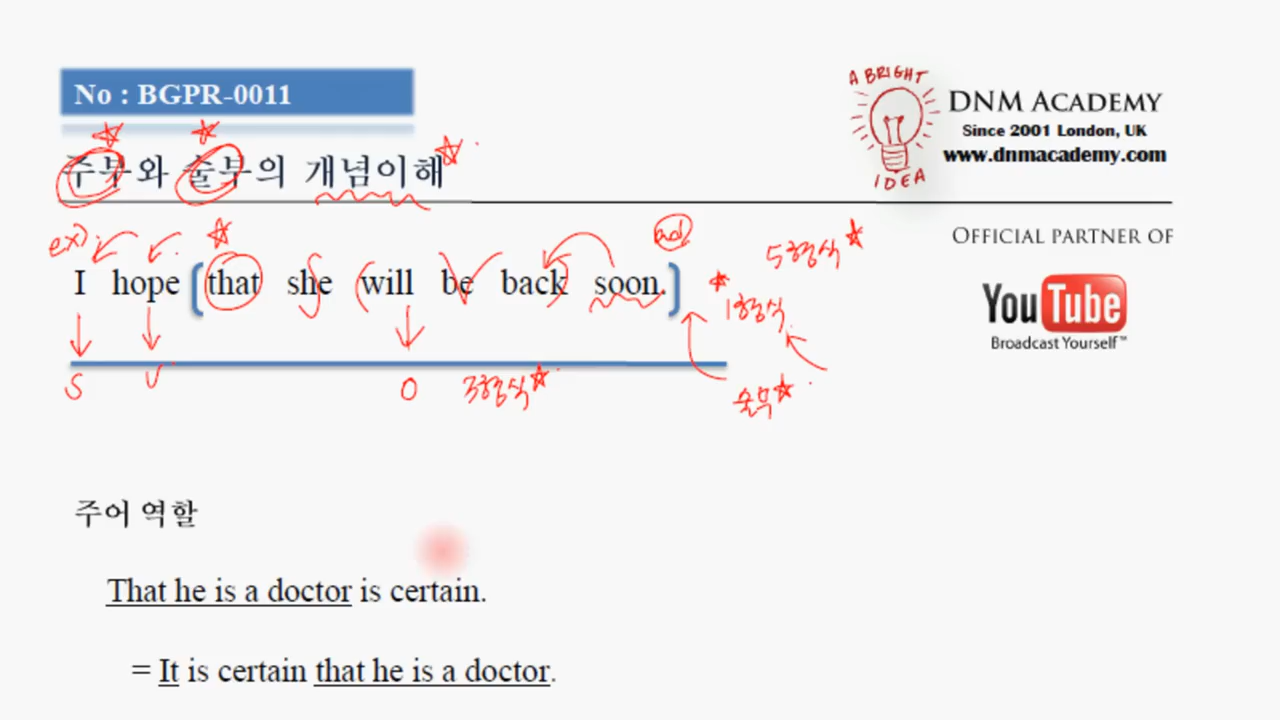 No : BGPR-0011
A BRIGHT
IDEA
DNM ACADEMY
Since 2001 London, UK
www.dnmacademy.com
주부와 술부의 개념이해
OFFICIAL PARTNER OF
YouTube
Broadcast Yourself™
ex)
ad
5형식
I hope [that she will be back soon.]
1형식
S
V
O
3형식
술부
주어 역할
That he is a doctor is certain.
= It is certain that he is a doctor.